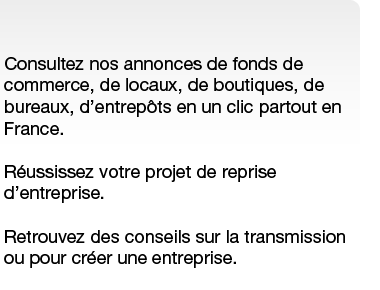 Consultez nos annonces de fonds de
commerce, de locaux, de boutiques, de
bureaux, d’entrepôts en un clic partout en
France.
Réussissez votre projet de reprise
d’entreprise.
Retrouvez des conseils sur la transmission
ou pour créer une entreprise.